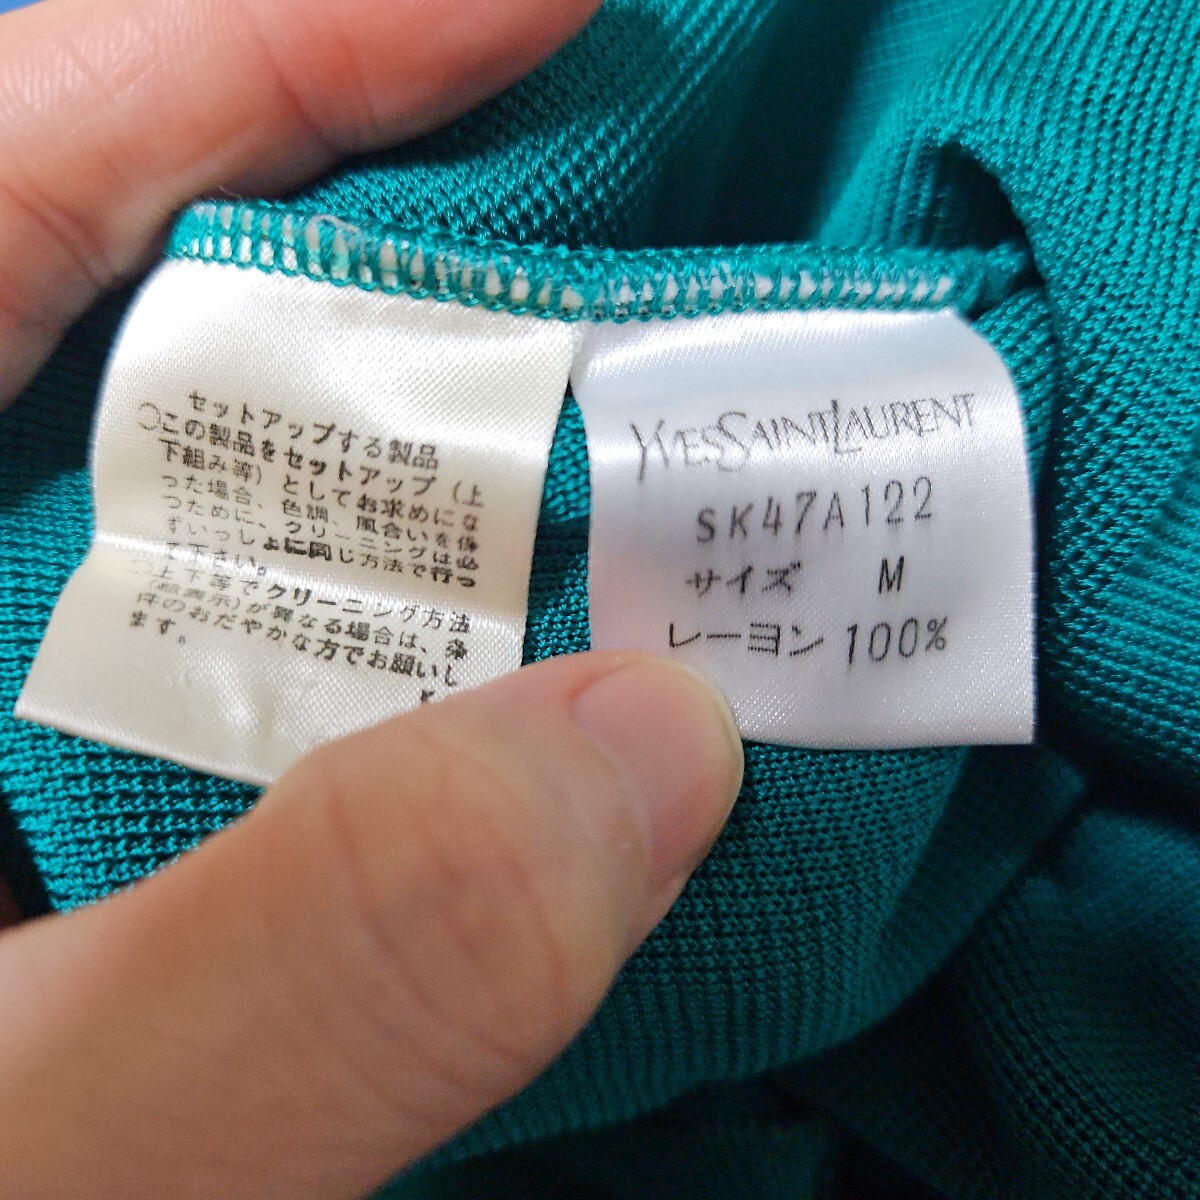 セットアップする製品
○この製品をセットアップ（上
下組み等）としてお求めにな
った場合、色調、風合いを保
つために、クリーニングは必
ずいっしょに同じ方法で行っ
て下さい。
○上下等でクリーニング方法
(絵表示)が異なる場合は、条
件のおだやかな方でお願いし
ます。
YVESSAINTLAURENT
SK47A122
サイズ M
レーヨン 100%